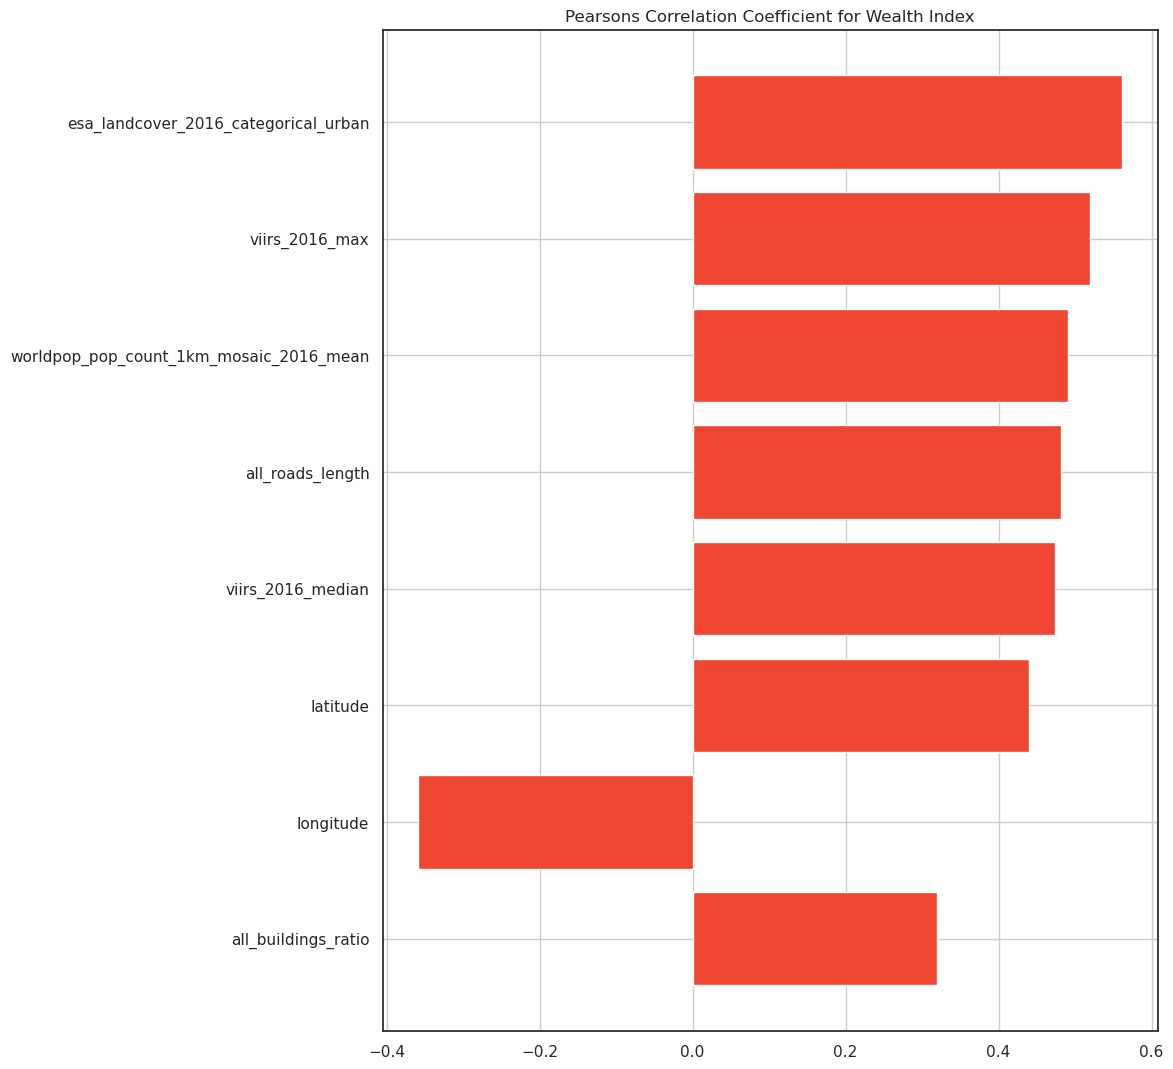 Pearsons Correlation Coefficient for Wealth Index
esa_landcover_2016_categorical_urban
viirs_2016_max
worldpop_pop_count_1km_mosaic_2016_mean
all_roads_length
viirs_2016_median
latitude
longitude
all_buildings_ratio
−0.4 −0.2 0.0 0.2 0.4 0.6